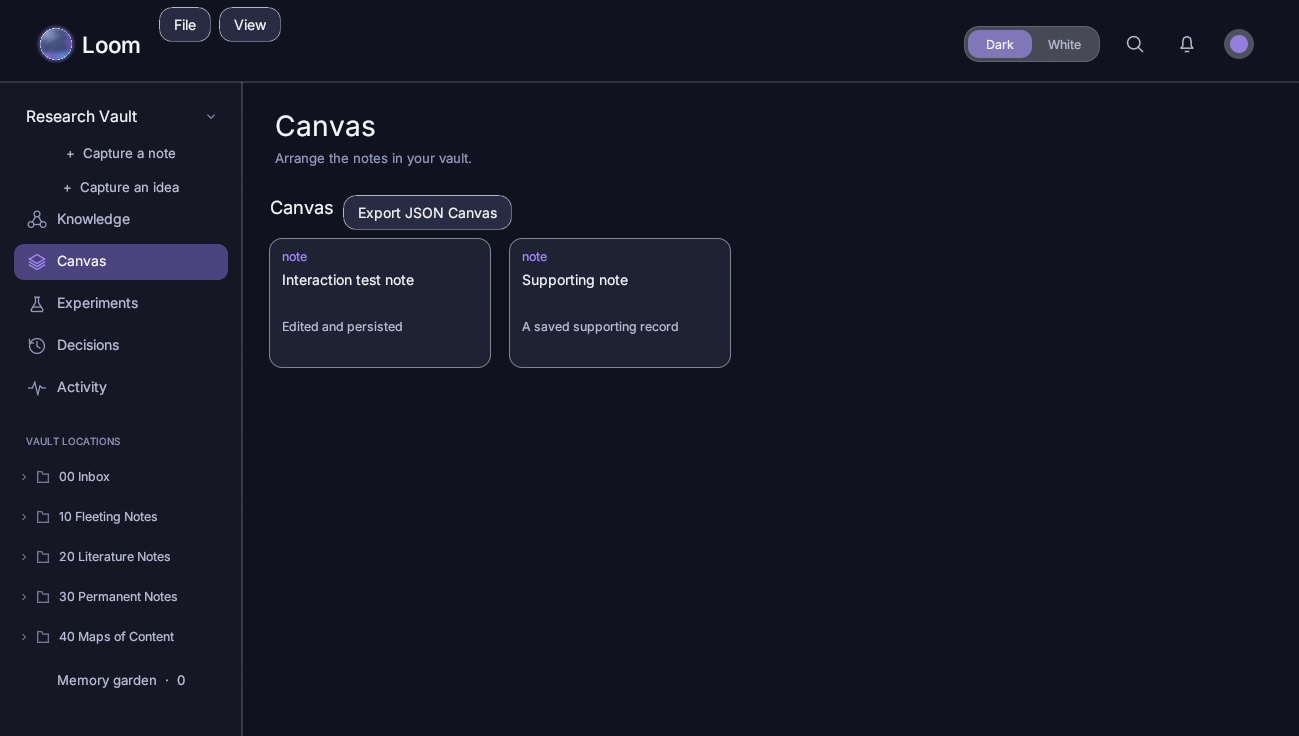 Loom
File
View
Dark
White
Research Vault
+ Capture a note
+ Capture an idea
Knowledge
Canvas
Experiments
Decisions
Activity
VAULT LOCATIONS
00 Inbox
10 Fleeting Notes
20 Literature Notes
30 Permanent Notes
40 Maps of Content
Memory garden · 0
Canvas
Arrange the notes in your vault.
Canvas
Export JSON Canvas
note
Interaction test note
Edited and persisted
note
Supporting note
A saved supporting record